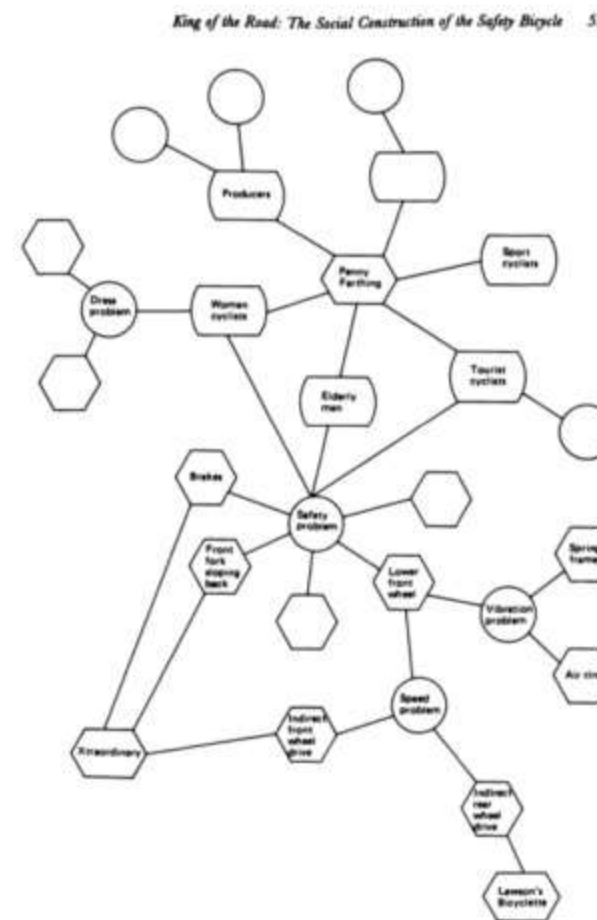 King of the Road: The Social Construction of the Safety Bicycle
Producers
Penny
Farthing
Sport
cyclists
Dress
problem
Women
cyclists
Elderly
men
Tourist
cyclists
Brakes
Safety
problem
Front
fork
sloping
back
Lower
front
wheel
Spring
frame
Vibration
problem
Air
Speed
problem
Xtraordinary
Indirect
front
wheel
drive
Indirect
rear
wheel
drive
Lawson's
Bicyclette